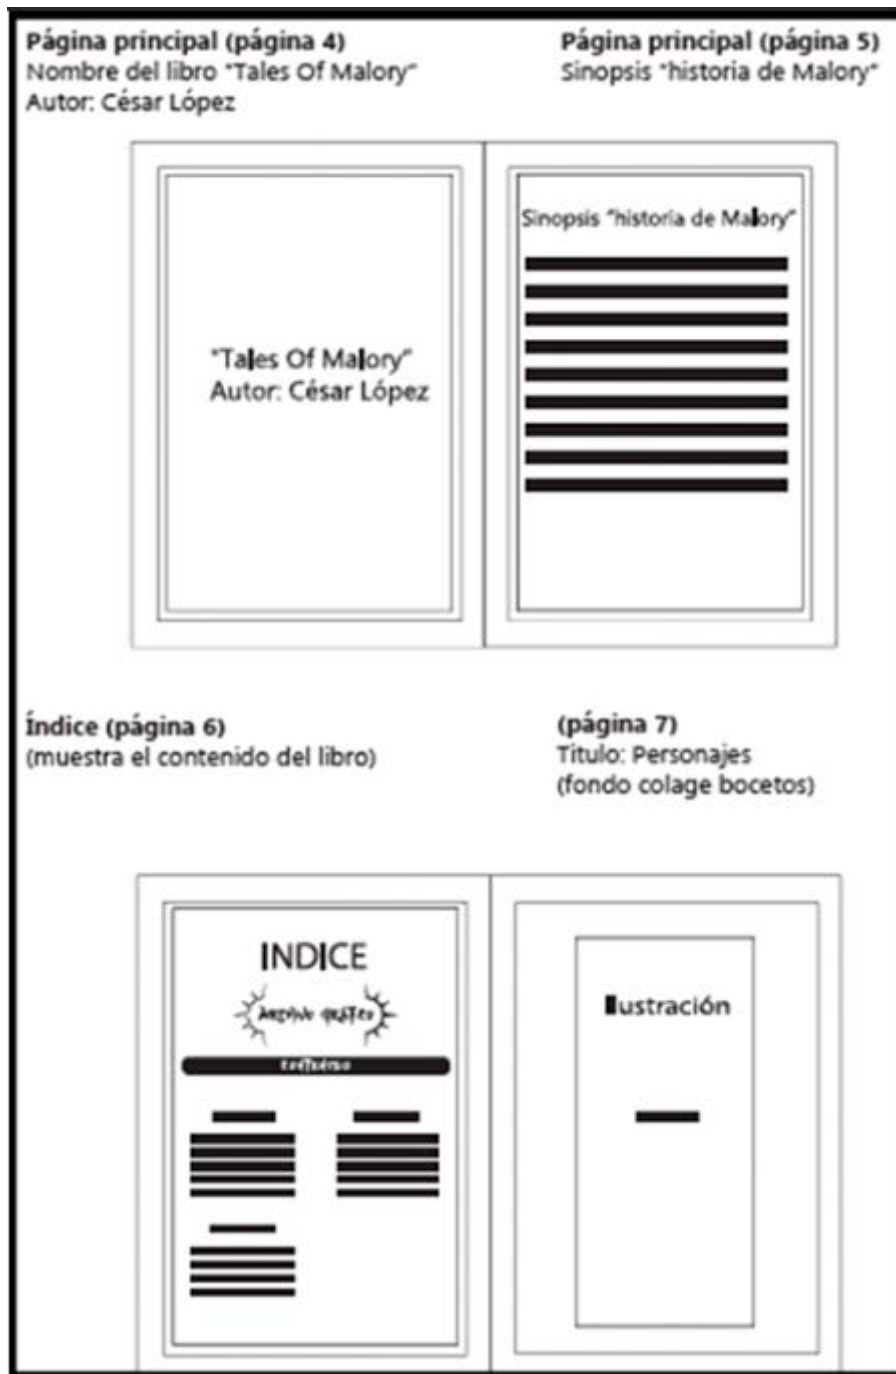 Página principal (página 4)
Nombre del libro "Tales Of Malory"
Autor: César López
Página principal (página 5)
Sinopsis "historia de Malory"
"Tales Of Malory"
Autor: César López
Sinopsis "historia de Malory"
Índice (página 6)
(muestra el contenido del libro)
(página 7)
Titulo: Personajes
(fondo colage bocetos)
INDICE
Ilustración